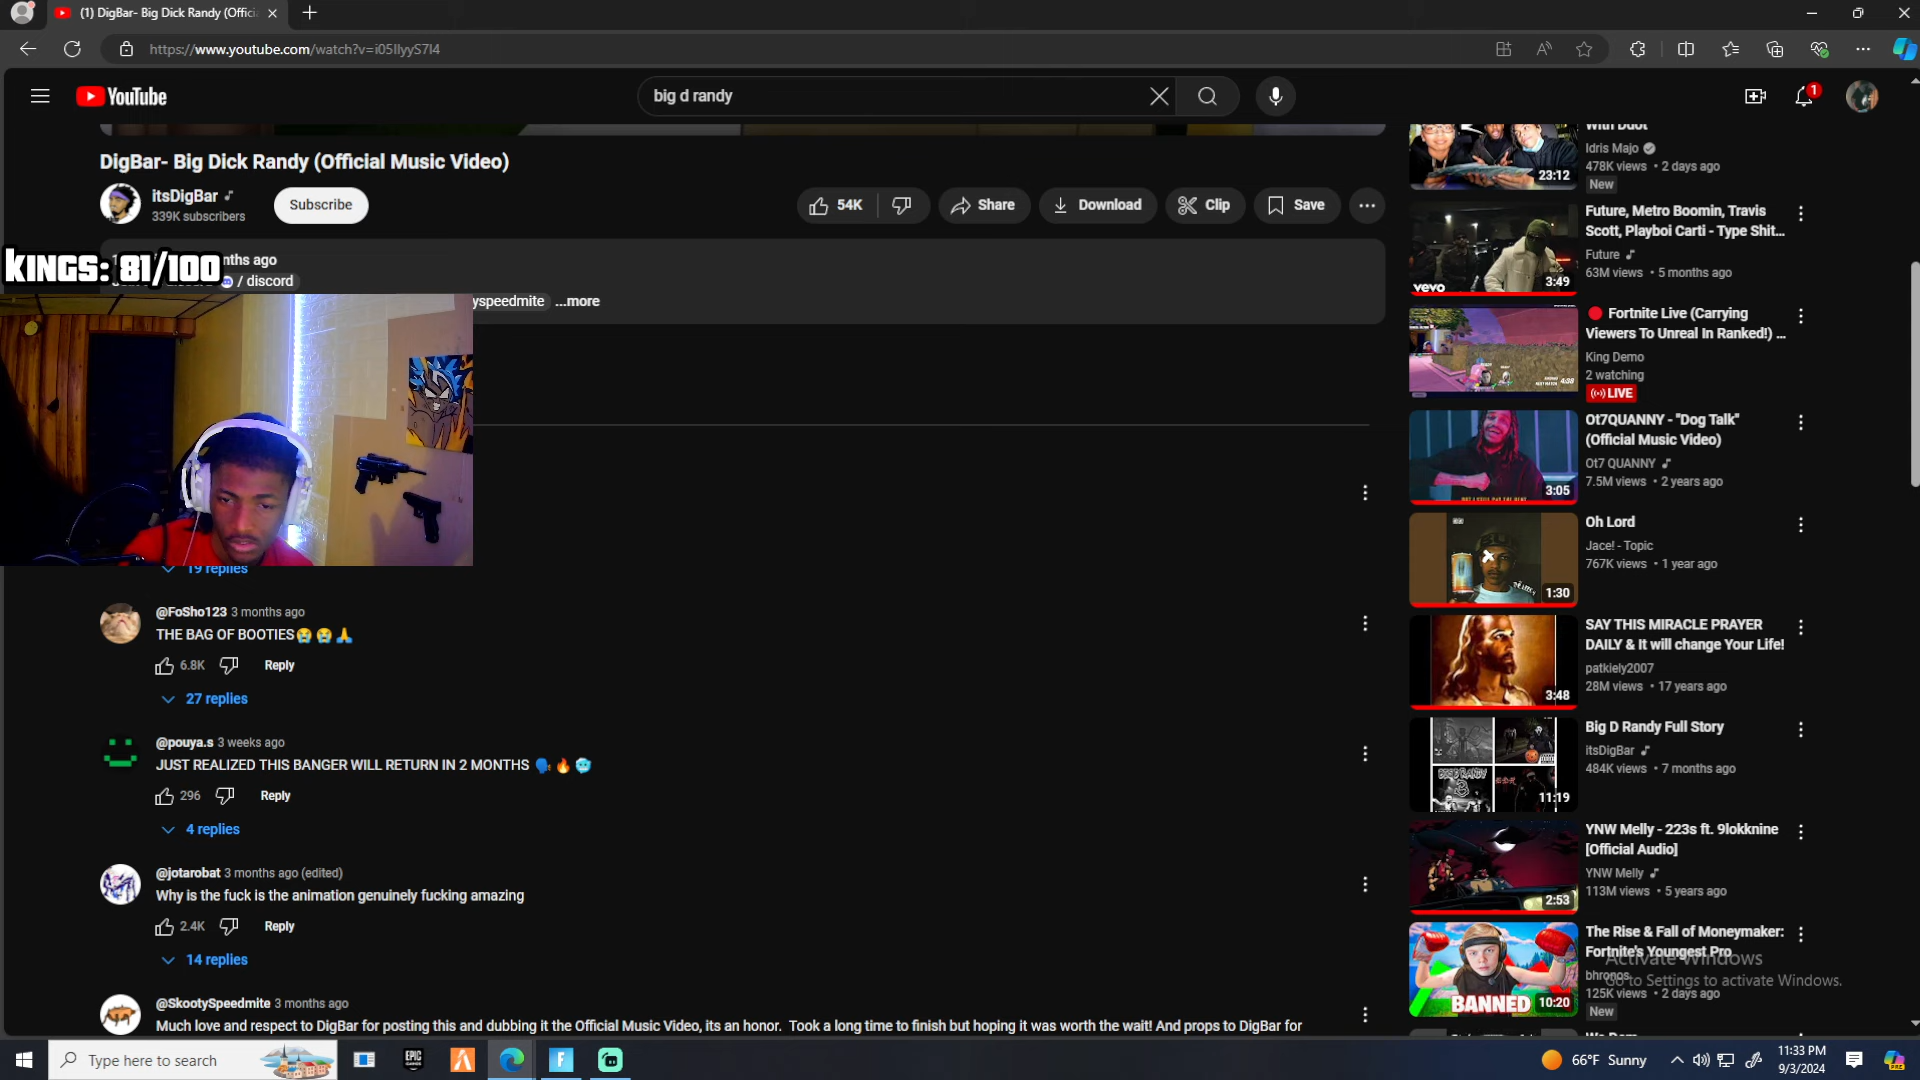 (1) DigBar- Big Dick Randy (Offici
https://www.youtube.com/watch?v=i05IlyyS7I4
YouTube
big d randy
1
DigBar- Big Dick Randy (Official Music Video)
itsDigBar
339K subscribers
Subscribe
54K
Share
Download
Clip
Save
nths ago
/ discord
yspeedmite ...more
KINGS: 81/100
19 replies
@FoSho123 3 months ago
THE BAG OF BOOTIES😭😭🙏
6.8K
Reply
27 replies
@pouya.s 3 weeks ago
JUST REALIZED THIS BANGER WILL RETURN IN 2 MONTHS 🗣🔥🥶
296
Reply
4 replies
@jotarobat 3 months ago (edited)
Why is the fuck is the animation genuinely fucking amazing
2.4K
Reply
14 replies
@SkootySpeedmite 3 months ago
Much love and respect to DigBar for posting this and dubbing it the Official Music Video, its an honor. Took a long time to finish but hoping it was worth the wait! And props to DigBar for
With Ddot
Idris Majo
478K views • 2 days ago
New
23:12
Future, Metro Boomin, Travis
Scott, Playboi Carti - Type Shit...
Future
63M views • 5 months ago
vevo
3:49
Fortnite Live (Carrying
Viewers To Unreal In Ranked!) ...
King Demo
2 watching
LIVE
Ot7QUANNY - "Dog Talk"
(Official Music Video)
Ot7 QUANNY
7.5M views • 2 years ago
3:05
Oh Lord
Jace! - Topic
767K views • 1 year ago
1:30
SAY THIS MIRACLE PRAYER
DAILY & It will change Your Life!
patkiely2007
28M views • 17 years ago
3:48
Big D Randy Full Story
itsDigBar
484K views • 7 months ago
11:19
YNW Melly - 223s ft. 9lokknine
[Official Audio]
YNW Melly
113M views • 5 years ago
2:53
The Rise & Fall of Moneymaker:
Fortnite's Youngest Pro
bhronos
125K views • 2 days ago
New
BANNED
10:20
Activate Windows
Go to Settings to activate Windows.
Type here to search
EPIC GAMES
66°F Sunny
11:33 PM
9/3/2024